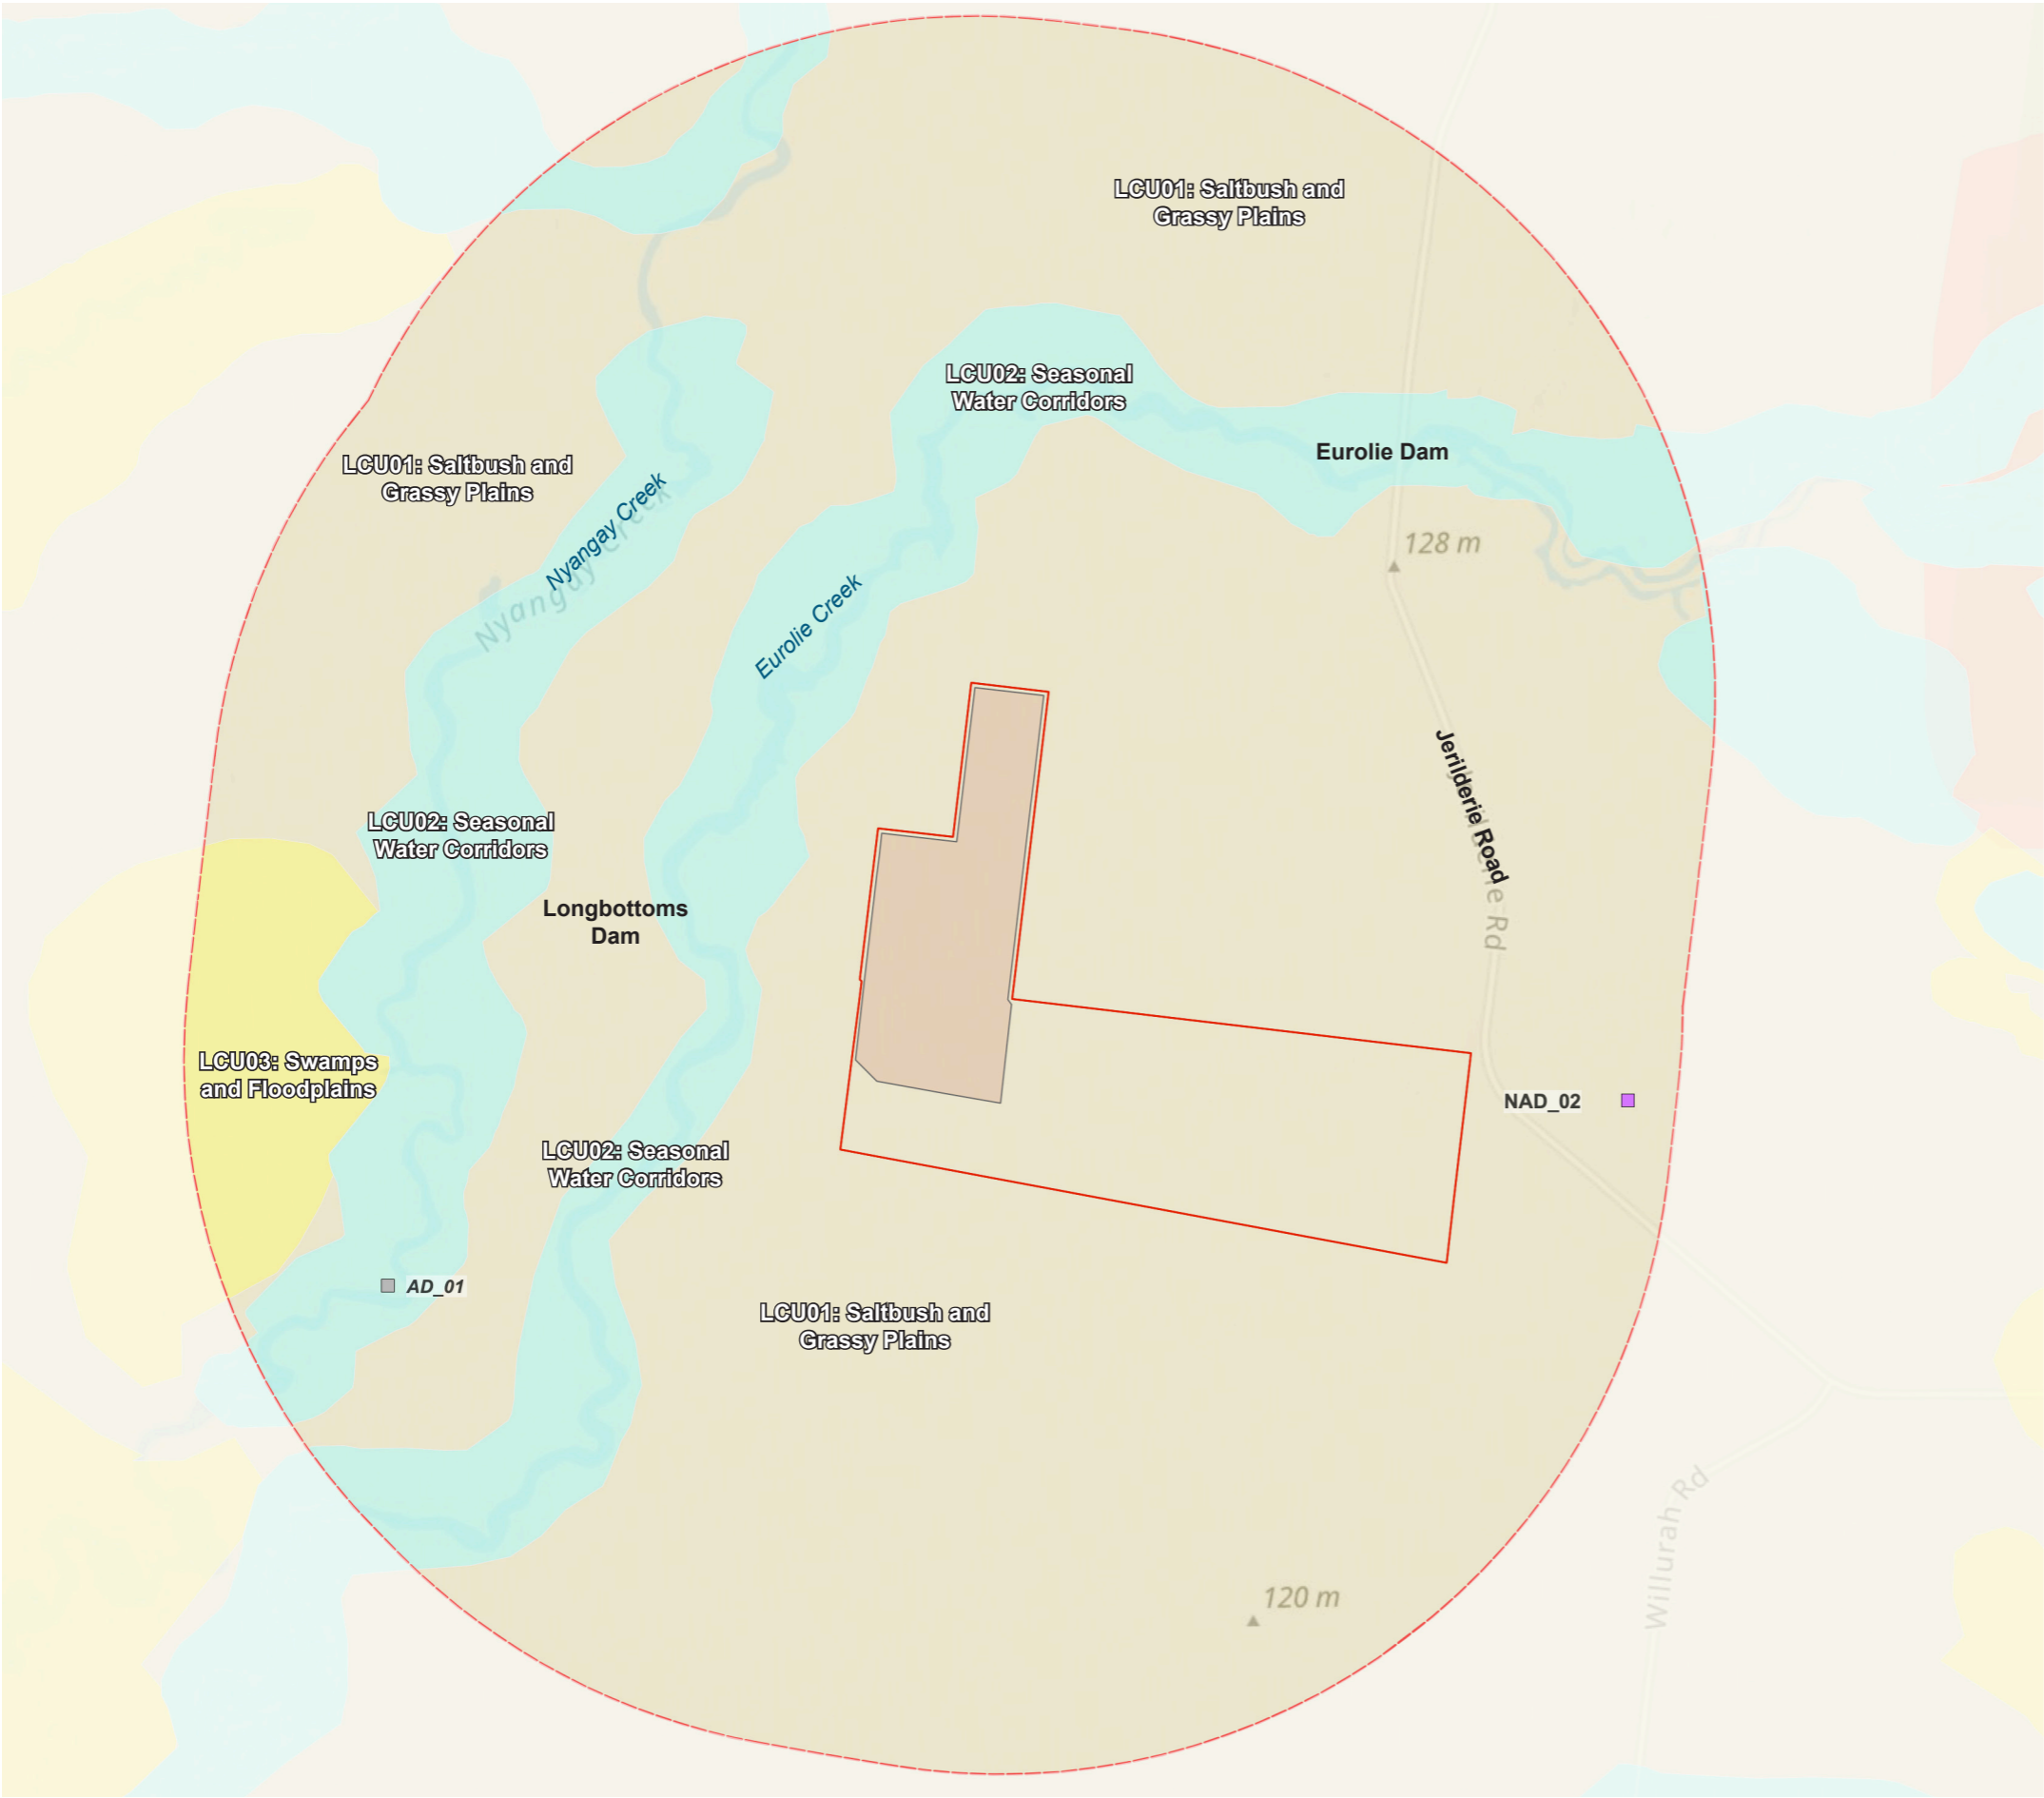 LCU01: Saltbush and
Grassy Plains
LCU02: Seasonal
Water Corridors
Eurolie Dam
LCU01: Saltbush and
Grassy Plains
Nyangay Creek
Nyangay Creek
128 m
Eurolie Creek
Jerilderie Road
Jerilderie Rd
LCU02: Seasonal
Water Corridors
Longbottoms
Dam
LCU03: Swamps
and Floodplains
NAD_02
LCU02: Seasonal
Water Corridors
AD_01
LCU01: Saltbush and
Grassy Plains
Willurah Rd
120 m